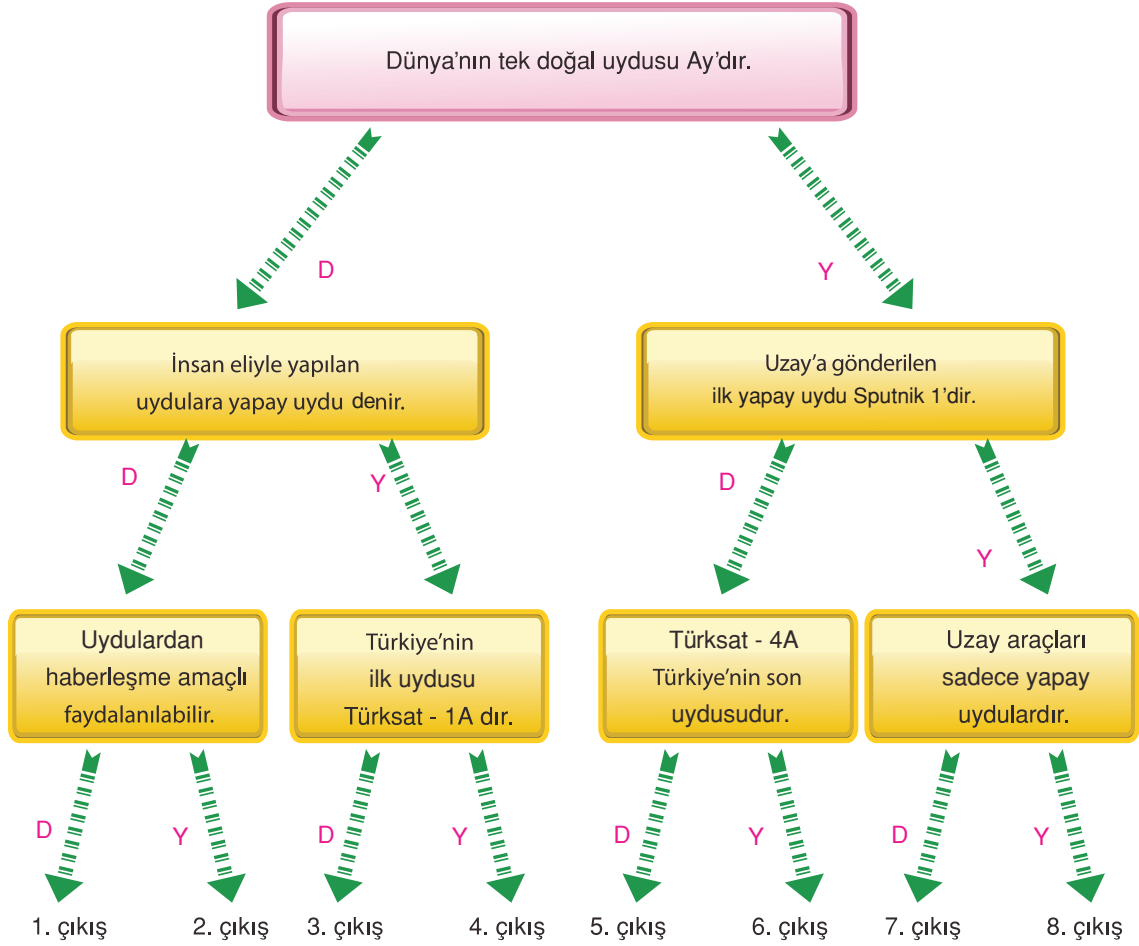 Dünya’nın tek doğal uydusu Ay’dır.
D
Y
İnsan eliyle yapılan
uydulara yapay uydu denir.
Uzay’a gönderilen
ilk yapay uydu Sputnik 1’dir.
D
Y
D
Y
Uydulardan
haberleşme amaçlı
faydalanılabilir.
Türkiye’nin
ilk uydusu
Türksat - 1A dır.
Türksat - 4A
Türkiye’nin son
uydusudur.
Uzay araçları
sadece yapay
uydulardır.
D
Y
D
Y
D
Y
D
Y
1. çıkış
2. çıkış
3. çıkış
4. çıkış
5. çıkış
6. çıkış
7. çıkış
8. çıkış